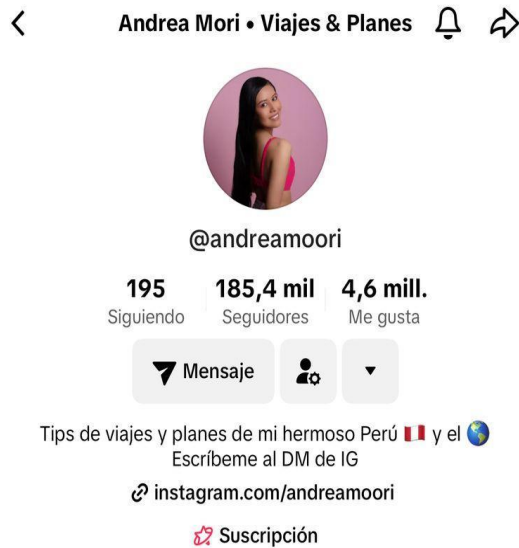 Andrea Mori • Viajes & Planes
@andreamoori
195 185,4 mil 4,6 mill.
Siguiendo Seguidores Me gusta
Mensaje
Tips de viajes y planes de mi hermoso Perú 🇵🇪 y el 🌎
Escríbeme al DM de IG
instagram.com/andreamoori
Suscripción